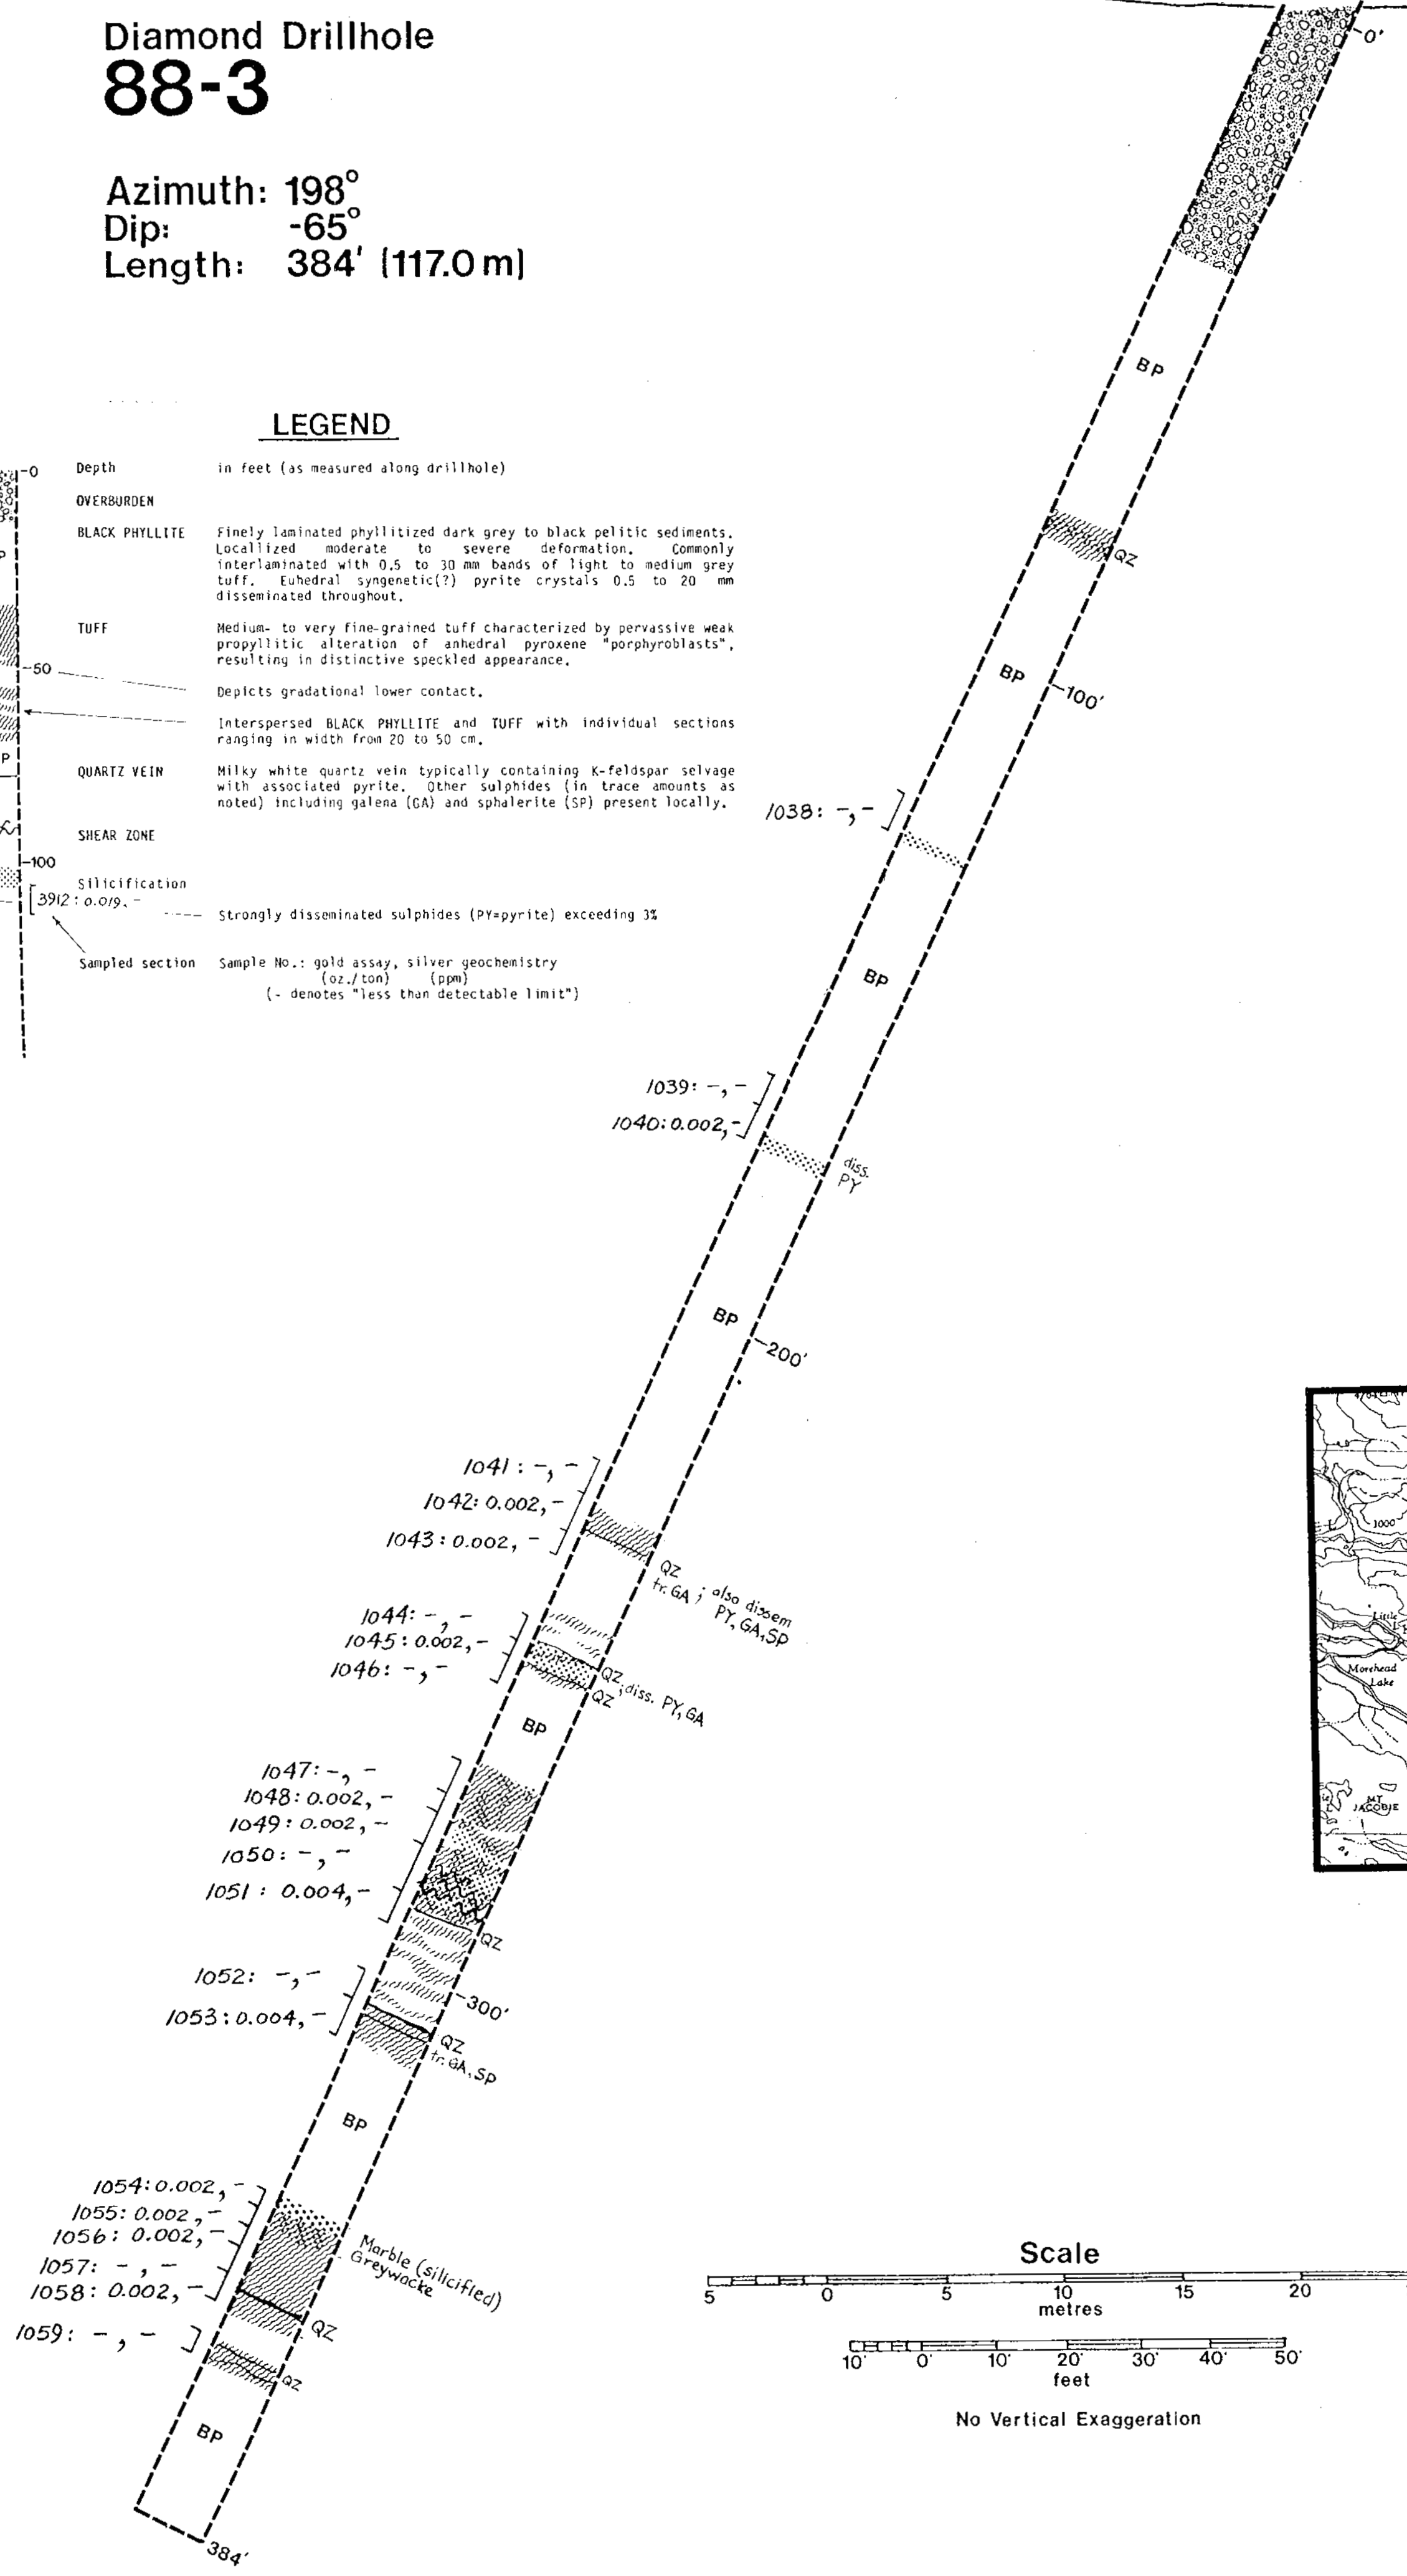 Diamond Drillhole
88-3
Azimuth: 198°
Dip: -65°
Length: 384' (117.0 m)
LEGEND
0
Depth in feet (as measured along drillhole)
OVERBURDEN
BLACK PHYLLITE Finely laminated phyllitized dark grey to black pelitic sediments.
Locallized moderate to severe deformation. Commonly
interlaminated with 0.5 to 30 mm bands of light to medium grey
tuff. Euhedral syngenetic(?) pyrite crystals 0.5 to 20 mm
disseminated throughout.
TUFF Medium- to very fine-grained tuff characterized by pervassive weak
propyllitic alteration of anhedral pyroxene "porphyroblasts",
resulting in distinctive speckled appearance.
-50
Depicts gradational lower contact.
Interspersed BLACK PHYLLITE and TUFF with individual sections
ranging in width from 20 to 50 cm.
P
QUARTZ VEIN Milky white quartz vein typically containing K-feldspar selvage
with associated pyrite. Other sulphides (in trace amounts as
noted) including galena (GA) and sphalerite (SP) present locally.
SHEAR ZONE
-100
Silicification
3912: 0.019, -
Strongly disseminated sulphides (PY=pyrite) exceeding 3%
Sampled section Sample No.: gold assay, silver geochemistry
(oz./ton) (ppm)
(- denotes "less than detectable limit")
0'
BP
QZ
BP
100'
1038: -, -
BP
1039: -, -
1040: 0.002, -
diss.
PY
BP
200'
1041: -, -
1042: 0.002, -
1043: 0.002, -
QZ
tr. GA ; also dissem
PY, GA, SP
1044: -, -
1045: 0.002, -
1046: -, -
QZ; diss. PY, GA
QZ
BP
1047: -, -
1048: 0.002, -
1049: 0.002, -
1050: -, -
1051: 0.004, -
QZ
1052: -, -
300'
1053: 0.004, -
QZ
tr. GA, SP
BP
1054: 0.002, -
1055: 0.002, -
1056: 0.002, -
1057: -, -
1058: 0.002, -
Marble (silicified)
Greywacke
QZ
1059: -, -
QZ
BP
384'
1000
Little
Morehead
Lake
MT
JACOBIE
Scale
5 0 5 10 15 20
metres
10' 0' 10' 20' 30' 40' 50'
feet
No Vertical Exaggeration